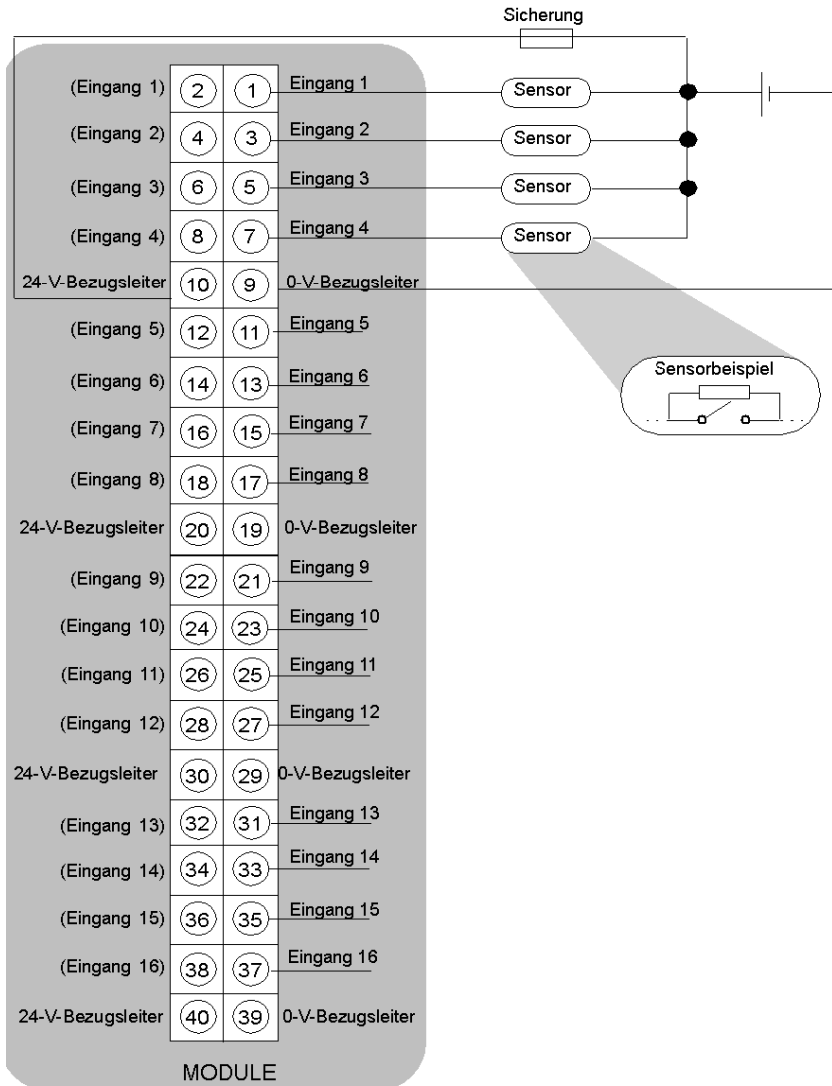 Sicherung
(Eingang 1) 2 1 Eingang 1 Sensor
(Eingang 2) 4 3 Eingang 2 Sensor
(Eingang 3) 6 5 Eingang 3 Sensor
(Eingang 4) 8 7 Eingang 4 Sensor
24-V-Bezugsleiter 10 9 0-V-Bezugsleiter
(Eingang 5) 12 11 Eingang 5
Sensorbeispiel
(Eingang 6) 14 13 Eingang 6
(Eingang 7) 16 15 Eingang 7
(Eingang 8) 18 17 Eingang 8
24-V-Bezugsleiter 20 19 0-V-Bezugsleiter
(Eingang 9) 22 21 Eingang 9
(Eingang 10) 24 23 Eingang 10
(Eingang 11) 26 25 Eingang 11
(Eingang 12) 28 27 Eingang 12
24-V-Bezugsleiter 30 29 0-V-Bezugsleiter
(Eingang 13) 32 31 Eingang 13
(Eingang 14) 34 33 Eingang 14
(Eingang 15) 36 35 Eingang 15
(Eingang 16) 38 37 Eingang 16
24-V-Bezugsleiter 40 39 0-V-Bezugsleiter
MODULE